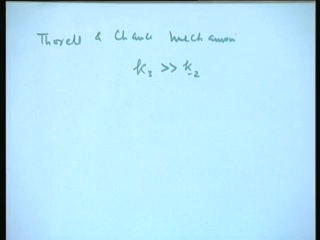 Thorell & Chance mechanism
k₃ >> k₋₂